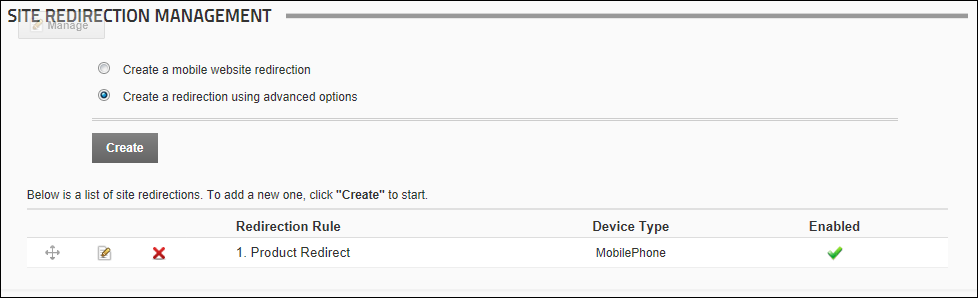 SITE REDIRECTION MANAGEMENT
Manage
Create a mobile website redirection
Create a redirection using advanced options
Create
Below is a list of site redirections. To add a new one, click "Create" to start.
Redirection Rule Device Type Enabled
1. Product Redirect MobilePhone